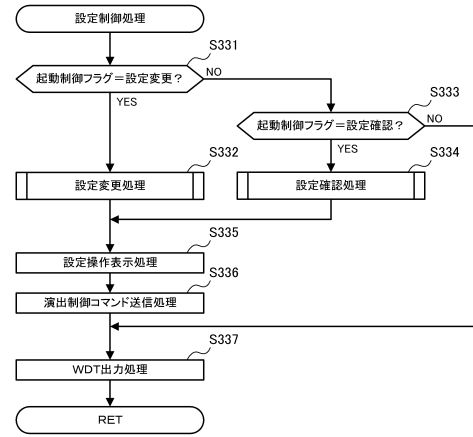 設定制御処理
S331
起動制御フラグ＝設定変更？
NO
YES
S333
起動制御フラグ＝設定確認？
NO
YES
S332
設定変更処理
S334
設定確認処理
S335
設定操作表示処理
S336
演出制御コマンド送信処理
S337
WDT出力処理
RET